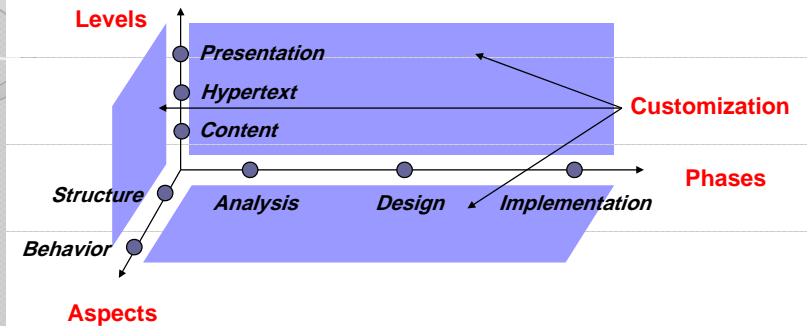 Levels
Presentation
Hypertext
Customization
Content
Phases
Structure
Analysis
Design
Implementation
Behavior
Aspects